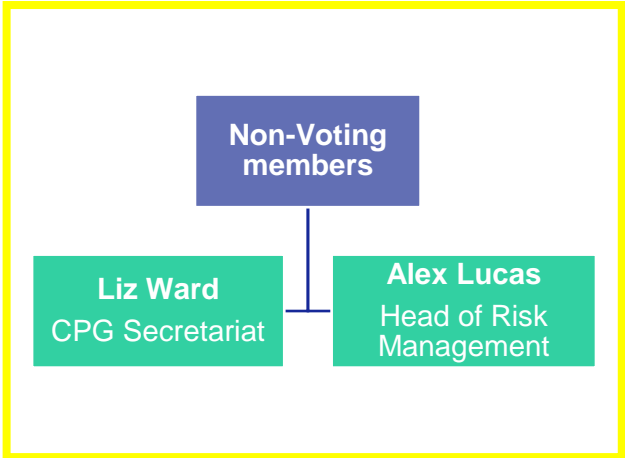 Non-Voting
members
Liz Ward
CPG Secretariat
Alex Lucas
Head of Risk
Management